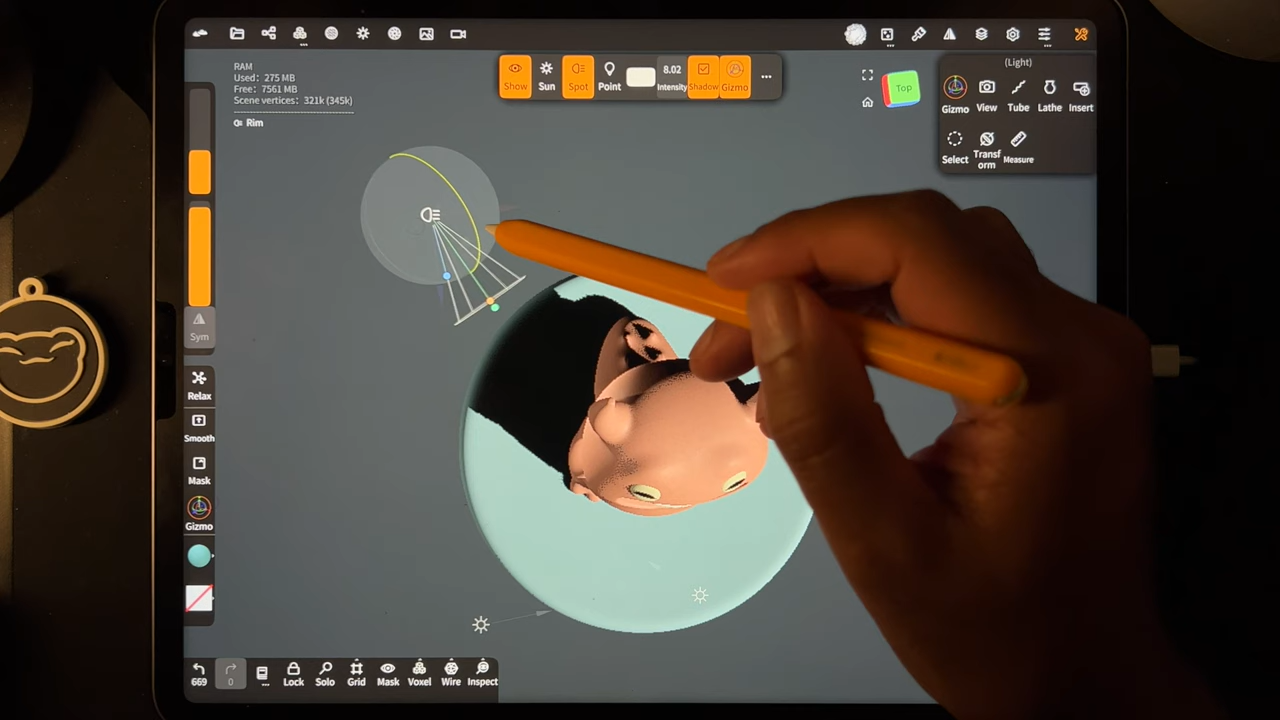 RAM
Used: 275 MB
Free: 7561 MB
Scene vertices: 321k (345k)
Rim
Show
Sun
Spot
Point
8.02
Intensity
Shadow
Gizmo
...
Top
(Light)
Gizmo
View
Tube
Lathe
Insert
Select
Transf
orm
Measure
Sym
Relax
Smooth
Mask
Gizmo
669
0
Lock
Solo
Grid
Mask
Voxel
Wire
Inspect